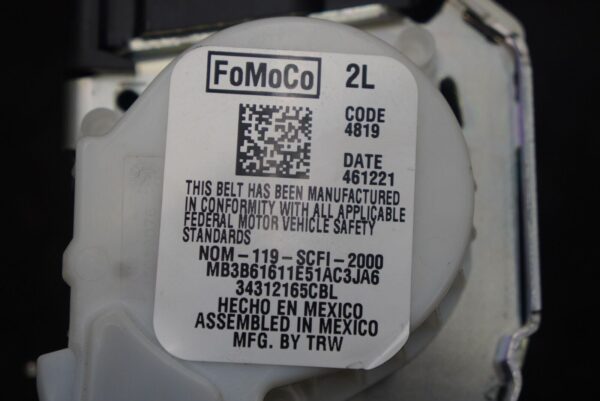 FoMoCo 2L
CODE
4819
DATE
461221
THIS BELT HAS BEEN MANUFACTURED
IN CONFORMITY WITH ALL APPLICABLE
FEDERAL MOTOR VEHICLE SAFETY
STANDARDS
NOM-119-SCFI-2000
MB3B61611E51AC3JA6
34312165CBL
HECHO EN MEXICO
ASSEMBLED IN MEXICO
MFG. BY TRW